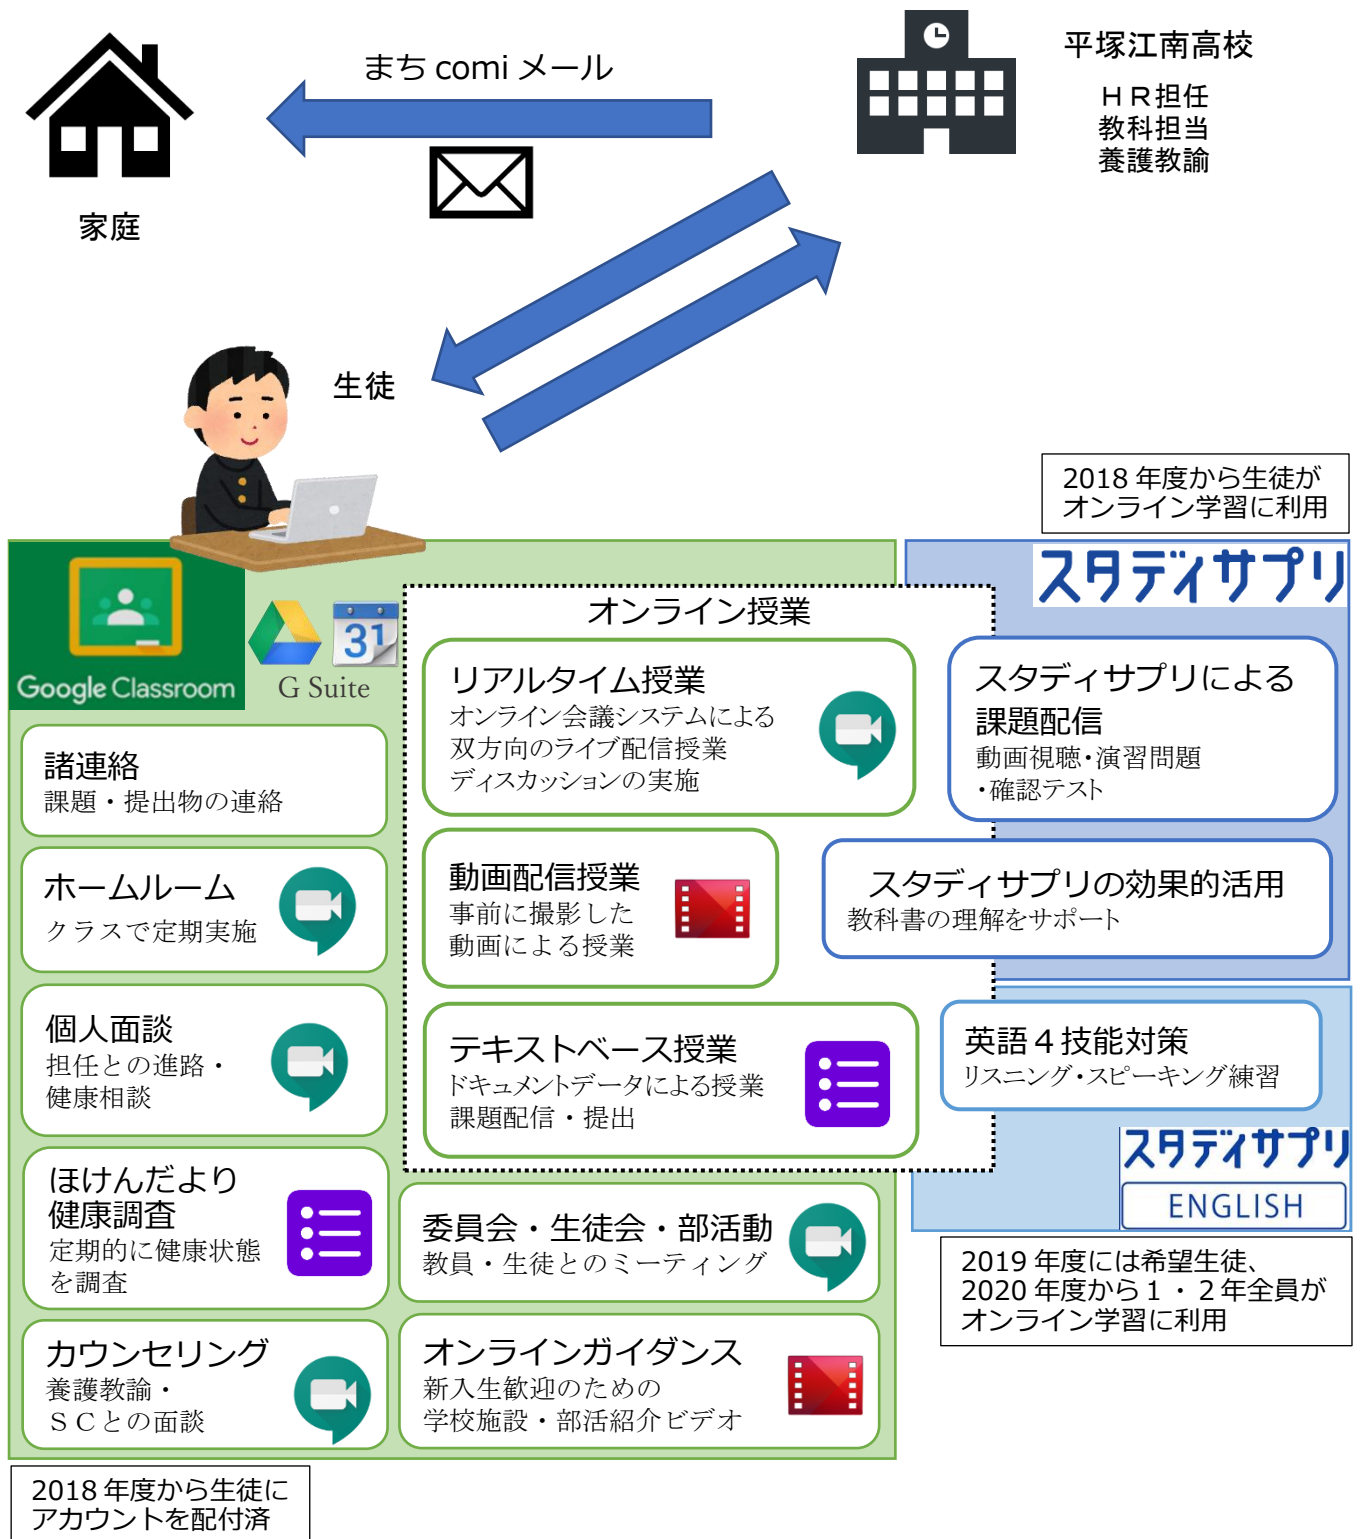 まち comi メール
平塚江南高校
ＨＲ担任
教科担当
養護教諭
家庭
生徒
2018 年度から生徒が
オンライン学習に利用
スタディサプリ
Google Classroom
31
G Suite
オンライン授業
リアルタイム授業
オンライン会議システムによる
双方向のライブ配信授業
ディスカッションの実施
スタディサプリによる
課題配信
動画視聴・演習問題
・確認テスト
諸連絡
課題・提出物の連絡
ホームルーム
クラスで定期実施
動画配信授業
事前に撮影した
動画による授業
スタディサプリの効果的活用
教科書の理解をサポート
個人面談
担任との進路・
健康相談
テキストベース授業
ドキュメントデータによる授業
課題配信・提出
英語４技能対策
リスニング・スピーキング練習
スタディサプリ
ENGLISH
ほけんだより
健康調査
定期的に健康状態
を調査
委員会・生徒会・部活動
教員・生徒とのミーティング
2019 年度には希望生徒、
2020 年度から１・２年全員が
オンライン学習に利用
カウンセリング
養護教諭・
ＳＣとの面談
オンラインガイダンス
新入生歓迎のための
学校施設・部活紹介ビデオ
2018 年度から生徒に
アカウントを配付済